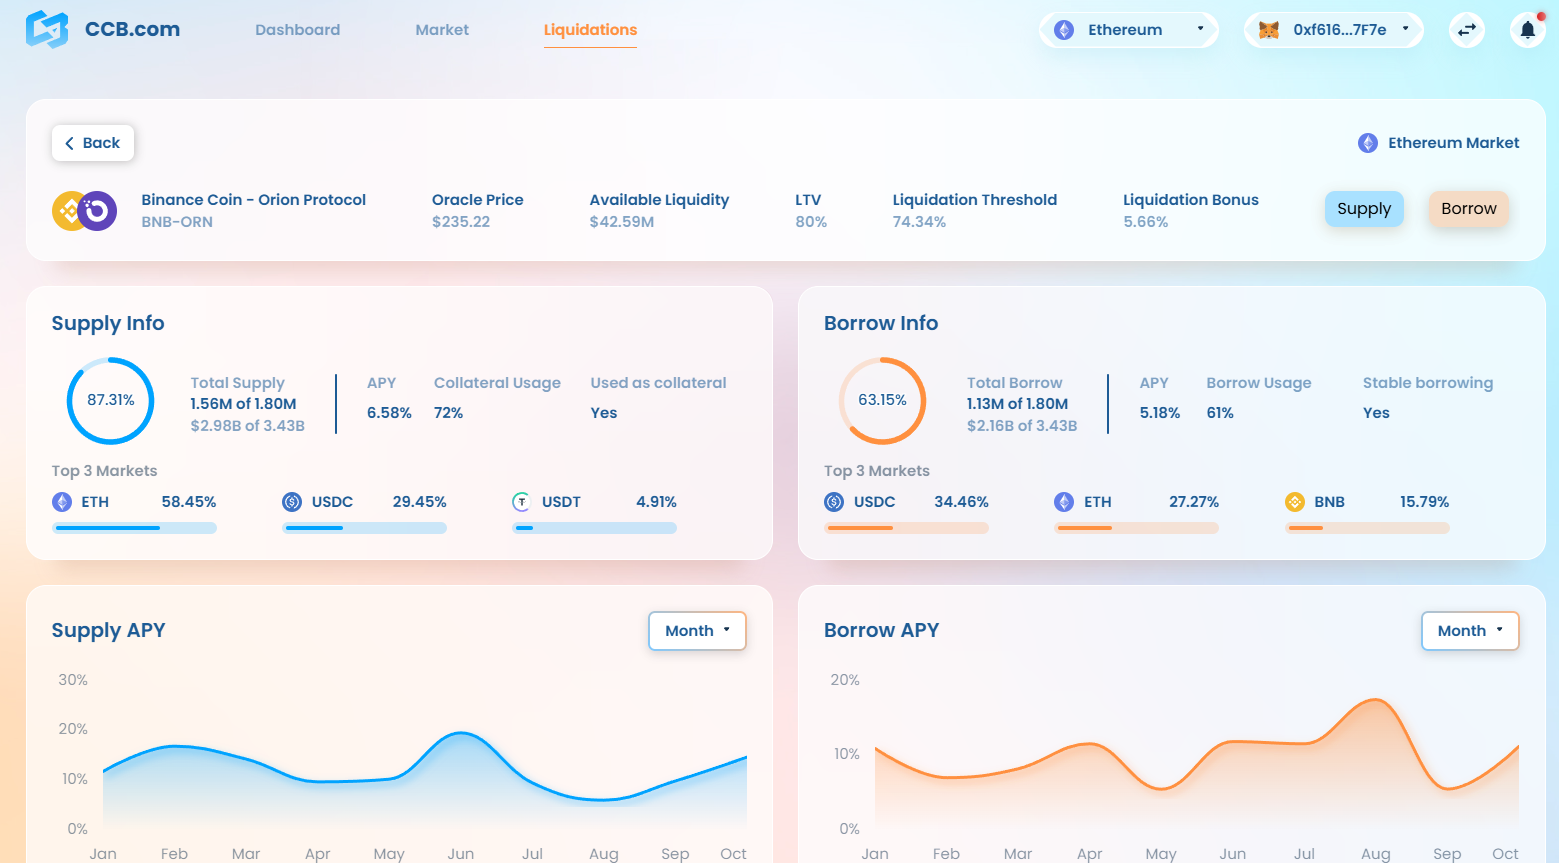 CCB.com
Dashboard
Market
Liquidations
Ethereum
0xf616...7F7e
Back
Ethereum Market
Binance Coin - Orion Protocol
BNB-ORN
Oracle Price
$235.22
Available Liquidity
$42.59M
LTV
80%
Liquidation Threshold
74.34%
Liquidation Bonus
5.66%
Supply
Borrow
Supply Info
87.31%
Total Supply
1.56M of 1.80M
$2.98B of 3.43B
APY
6.58%
Collateral Usage
72%
Used as collateral
Yes
Top 3 Markets
ETH 58.45%
USDC 29.45%
USDT 4.91%
Borrow Info
63.15%
Total Borrow
1.13M of 1.80M
$2.16B of 3.43B
APY
5.18%
Borrow Usage
61%
Stable borrowing
Yes
Top 3 Markets
USDC 34.46%
ETH 27.27%
BNB 15.79%
Supply APY
Month
30%
20%
10%
0%
Jan Feb Mar Apr May Jun Jul Aug Sep Oct
Borrow APY
Month
20%
10%
0%
Jan Feb Mar Apr May Jun Jul Aug Sep Oct